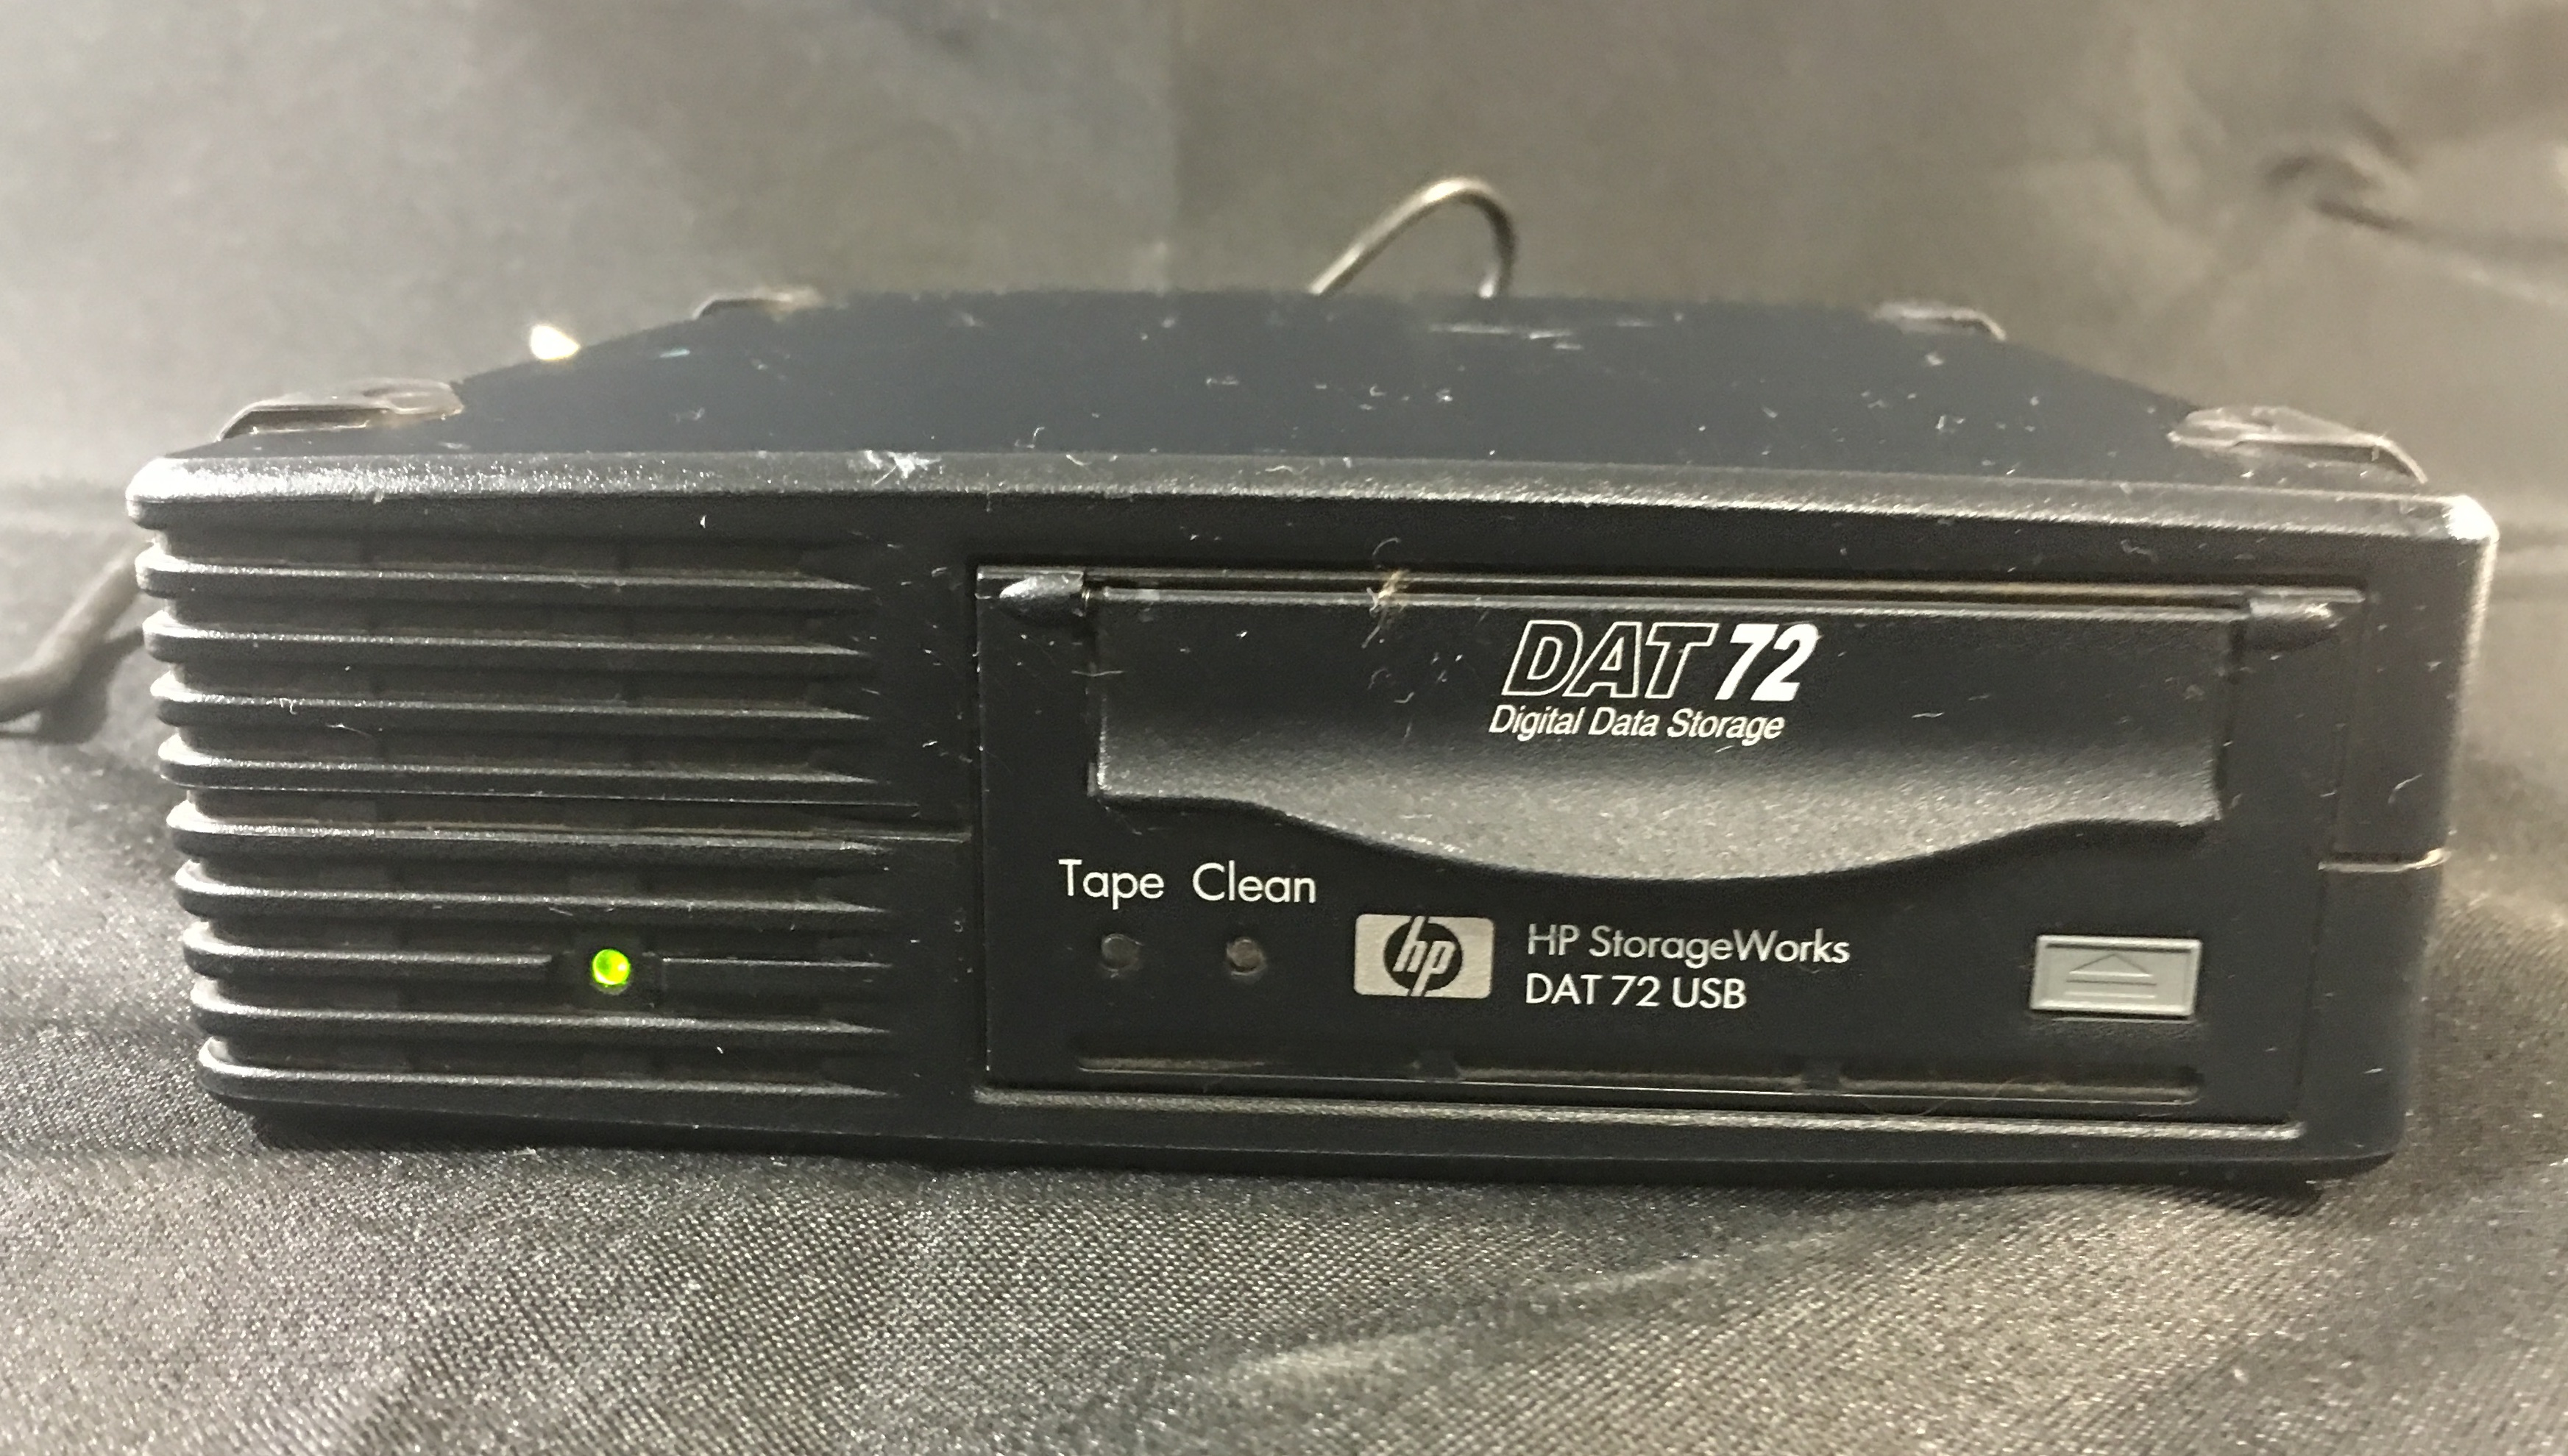 DAT 72
Digital Data Storage
Tape Clean
hp
HP StorageWorks
DAT 72 USB